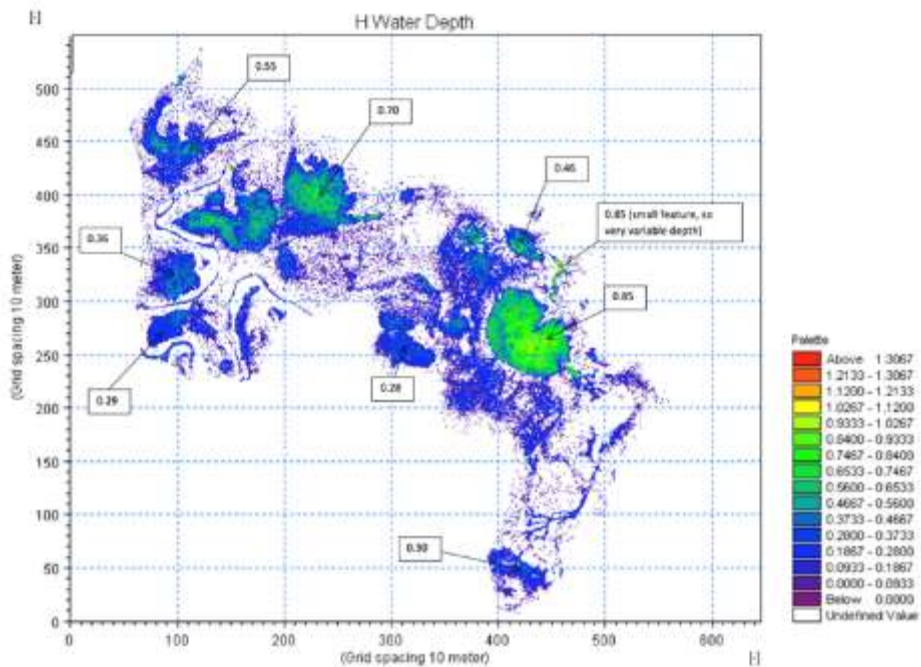 [-]
H Water Depth
500
450
400
350
300
250
200
150
100
50
0
(Grid spacing 10 meter)
0.55
0.70
0.46
0.85 (small feature, so
very variable depth)
0.36
0.85
0.29
0.28
0.30
0
100
200
300
400
500
600
(Grid spacing 10 meter)
[-]
Palette
Above 1.3067
1.2133 - 1.3067
1.1200 - 1.2133
1.0267 - 1.1200
0.9333 - 1.0267
0.8400 - 0.9333
0.7467 - 0.8400
0.6533 - 0.7467
0.5600 - 0.6533
0.4667 - 0.5600
0.3733 - 0.4667
0.2800 - 0.3733
0.1867 - 0.2800
0.0933 - 0.1867
0.0000 - 0.0933
Below 0.0000
Undefined Value